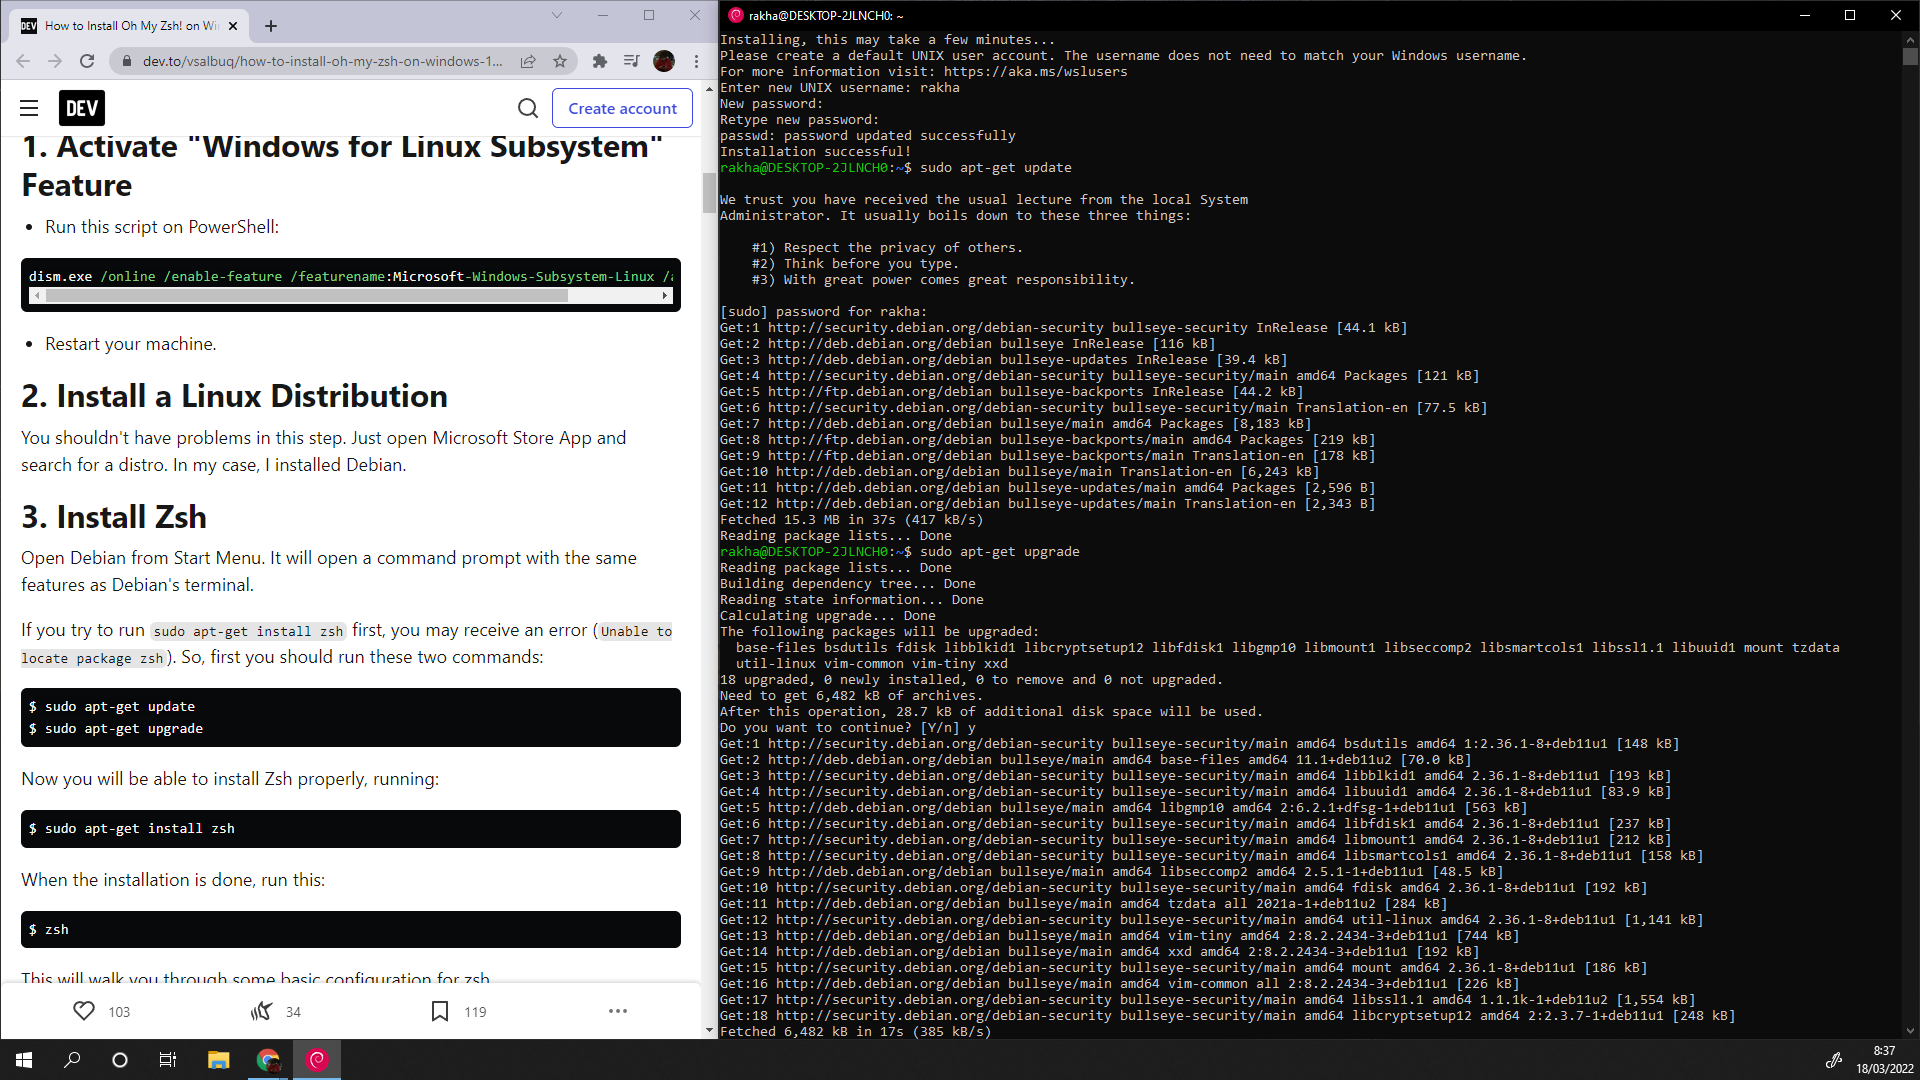 DEV How to Install Oh My Zsh! on Win
dev.to/vsalbuq/how-to-install-oh-my-zsh-on-windows-1...
DEV
Create account
1. Activate "Windows for Linux Subsystem"
Feature
• Run this script on PowerShell:
dism.exe /online /enable-feature /featurename:Microsoft-Windows-Subsystem-Linux /a
• Restart your machine.
2. Install a Linux Distribution
You shouldn't have problems in this step. Just open Microsoft Store App and
search for a distro. In my case, I installed Debian.
3. Install Zsh
Open Debian from Start Menu. It will open a command prompt with the same
features as Debian's terminal.
If you try to run sudo apt-get install zsh first, you may receive an error (Unable to
locate package zsh). So, first you should run these two commands:
$ sudo apt-get update
$ sudo apt-get upgrade
Now you will be able to install Zsh properly, running:
$ sudo apt-get install zsh
When the installation is done, run this:
$ zsh
This will walk you through some basic configuration for zsh
103
34
119
rakha@DESKTOP-2JLNCH0: ~
Installing, this may take a few minutes...
Please create a default UNIX user account. The username does not need to match your Windows username.
For more information visit: https://aka.ms/wslusers
Enter new UNIX username: rakha
New password:
Retype new password:
passwd: password updated successfully
Installation successful!
rakha@DESKTOP-2JLNCH0:~$ sudo apt-get update
We trust you have received the usual lecture from the local System
Administrator. It usually boils down to these three things:
#1) Respect the privacy of others.
#2) Think before you type.
#3) With great power comes great responsibility.
[sudo] password for rakha:
Get:1 http://security.debian.org/debian-security bullseye-security InRelease [44.1 kB]
Get:2 http://deb.debian.org/debian bullseye InRelease [116 kB]
Get:3 http://deb.debian.org/debian bullseye-updates InRelease [39.4 kB]
Get:4 http://security.debian.org/debian-security bullseye-security/main amd64 Packages [121 kB]
Get:5 http://ftp.debian.org/debian bullseye-backports InRelease [44.2 kB]
Get:6 http://security.debian.org/debian-security bullseye-security/main Translation-en [77.5 kB]
Get:7 http://deb.debian.org/debian bullseye/main amd64 Packages [8,183 kB]
Get:8 http://ftp.debian.org/debian bullseye-backports/main amd64 Packages [219 kB]
Get:9 http://ftp.debian.org/debian bullseye-backports/main Translation-en [178 kB]
Get:10 http://deb.debian.org/debian bullseye/main Translation-en [6,243 kB]
Get:11 http://deb.debian.org/debian bullseye-updates/main amd64 Packages [2,596 B]
Get:12 http://deb.debian.org/debian bullseye-updates/main Translation-en [2,343 B]
Fetched 15.3 MB in 37s (417 kB/s)
Reading package lists... Done
rakha@DESKTOP-2JLNCH0:~$ sudo apt-get upgrade
Reading package lists... Done
Building dependency tree... Done
Reading state information... Done
Calculating upgrade... Done
The following packages will be upgraded:
base-files bsdutils fdisk libblkid1 libcryptsetup12 libfdisk1 libgmp10 libmount1 libseccomp2 libsmartcols1 libssl1.1 libuuid1 mount tzdata
util-linux vim-common vim-tiny xxd
18 upgraded, 0 newly installed, 0 to remove and 0 not upgraded.
Need to get 6,482 kB of archives.
After this operation, 28.7 kB of additional disk space will be used.
Do you want to continue? [Y/n] y
Get:1 http://security.debian.org/debian-security bullseye-security/main amd64 bsdutils amd64 1:2.36.1-8+deb11u1 [148 kB]
Get:2 http://deb.debian.org/debian bullseye/main amd64 base-files amd64 11.1+deb11u2 [70.0 kB]
Get:3 http://security.debian.org/debian-security bullseye-security/main amd64 libblkid1 amd64 2.36.1-8+deb11u1 [193 kB]
Get:4 http://security.debian.org/debian-security bullseye-security/main amd64 libuuid1 amd64 2.36.1-8+deb11u1 [83.9 kB]
Get:5 http://deb.debian.org/debian bullseye/main amd64 libgmp10 amd64 2:6.2.1+dfsg-1+deb11u1 [563 kB]
Get:6 http://security.debian.org/debian-security bullseye-security/main amd64 libfdisk1 amd64 2.36.1-8+deb11u1 [237 kB]
Get:7 http://security.debian.org/debian-security bullseye-security/main amd64 libmount1 amd64 2.36.1-8+deb11u1 [212 kB]
Get:8 http://security.debian.org/debian-security bullseye-security/main amd64 libsmartcols1 amd64 2.36.1-8+deb11u1 [158 kB]
Get:9 http://deb.debian.org/debian bullseye/main amd64 libseccomp2 amd64 2.5.1-1+deb11u1 [48.5 kB]
Get:10 http://security.debian.org/debian-security bullseye-security/main amd64 fdisk amd64 2.36.1-8+deb11u1 [192 kB]
Get:11 http://deb.debian.org/debian bullseye/main amd64 tzdata all 2021a-1+deb11u2 [284 kB]
Get:12 http://security.debian.org/debian-security bullseye-security/main amd64 util-linux amd64 2.36.1-8+deb11u1 [1,141 kB]
Get:13 http://deb.debian.org/debian bullseye/main amd64 vim-tiny amd64 2:8.2.2434-3+deb11u1 [744 kB]
Get:14 http://deb.debian.org/debian bullseye/main amd64 xxd amd64 2:8.2.2434-3+deb11u1 [192 kB]
Get:15 http://security.debian.org/debian-security bullseye-security/main amd64 mount amd64 2.36.1-8+deb11u1 [186 kB]
Get:16 http://deb.debian.org/debian bullseye/main amd64 vim-common all 2:8.2.2434-3+deb11u1 [226 kB]
Get:17 http://security.debian.org/debian-security bullseye-security/main amd64 libssl1.1 amd64 1.1.1k-1+deb11u2 [1,554 kB]
Get:18 http://security.debian.org/debian-security bullseye-security/main amd64 libcryptsetup12 amd64 2:2.3.7-1+deb11u1 [248 kB]
Fetched 6,482 kB in 17s (385 kB/s)
8:37
18/03/2022